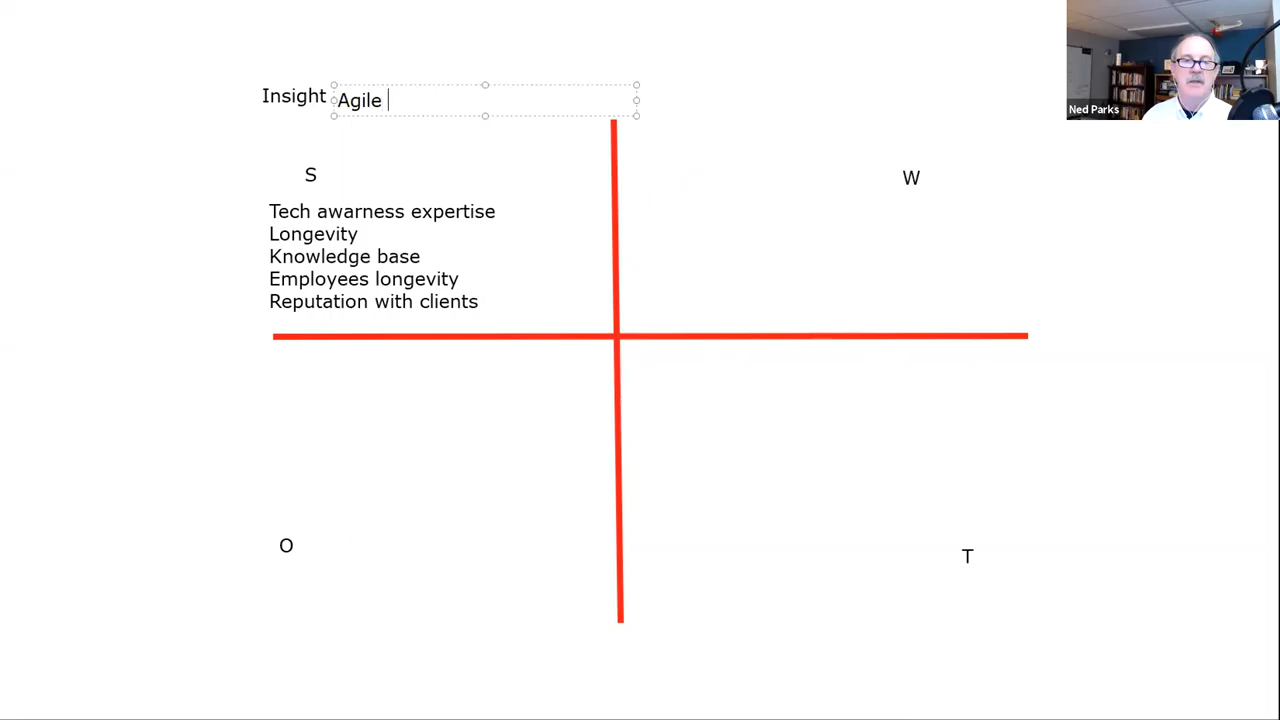 Insight Agile
Ned Parks
S
W
Tech awarness expertise
Longevity
Knowledge base
Employees longevity
Reputation with clients
O
T